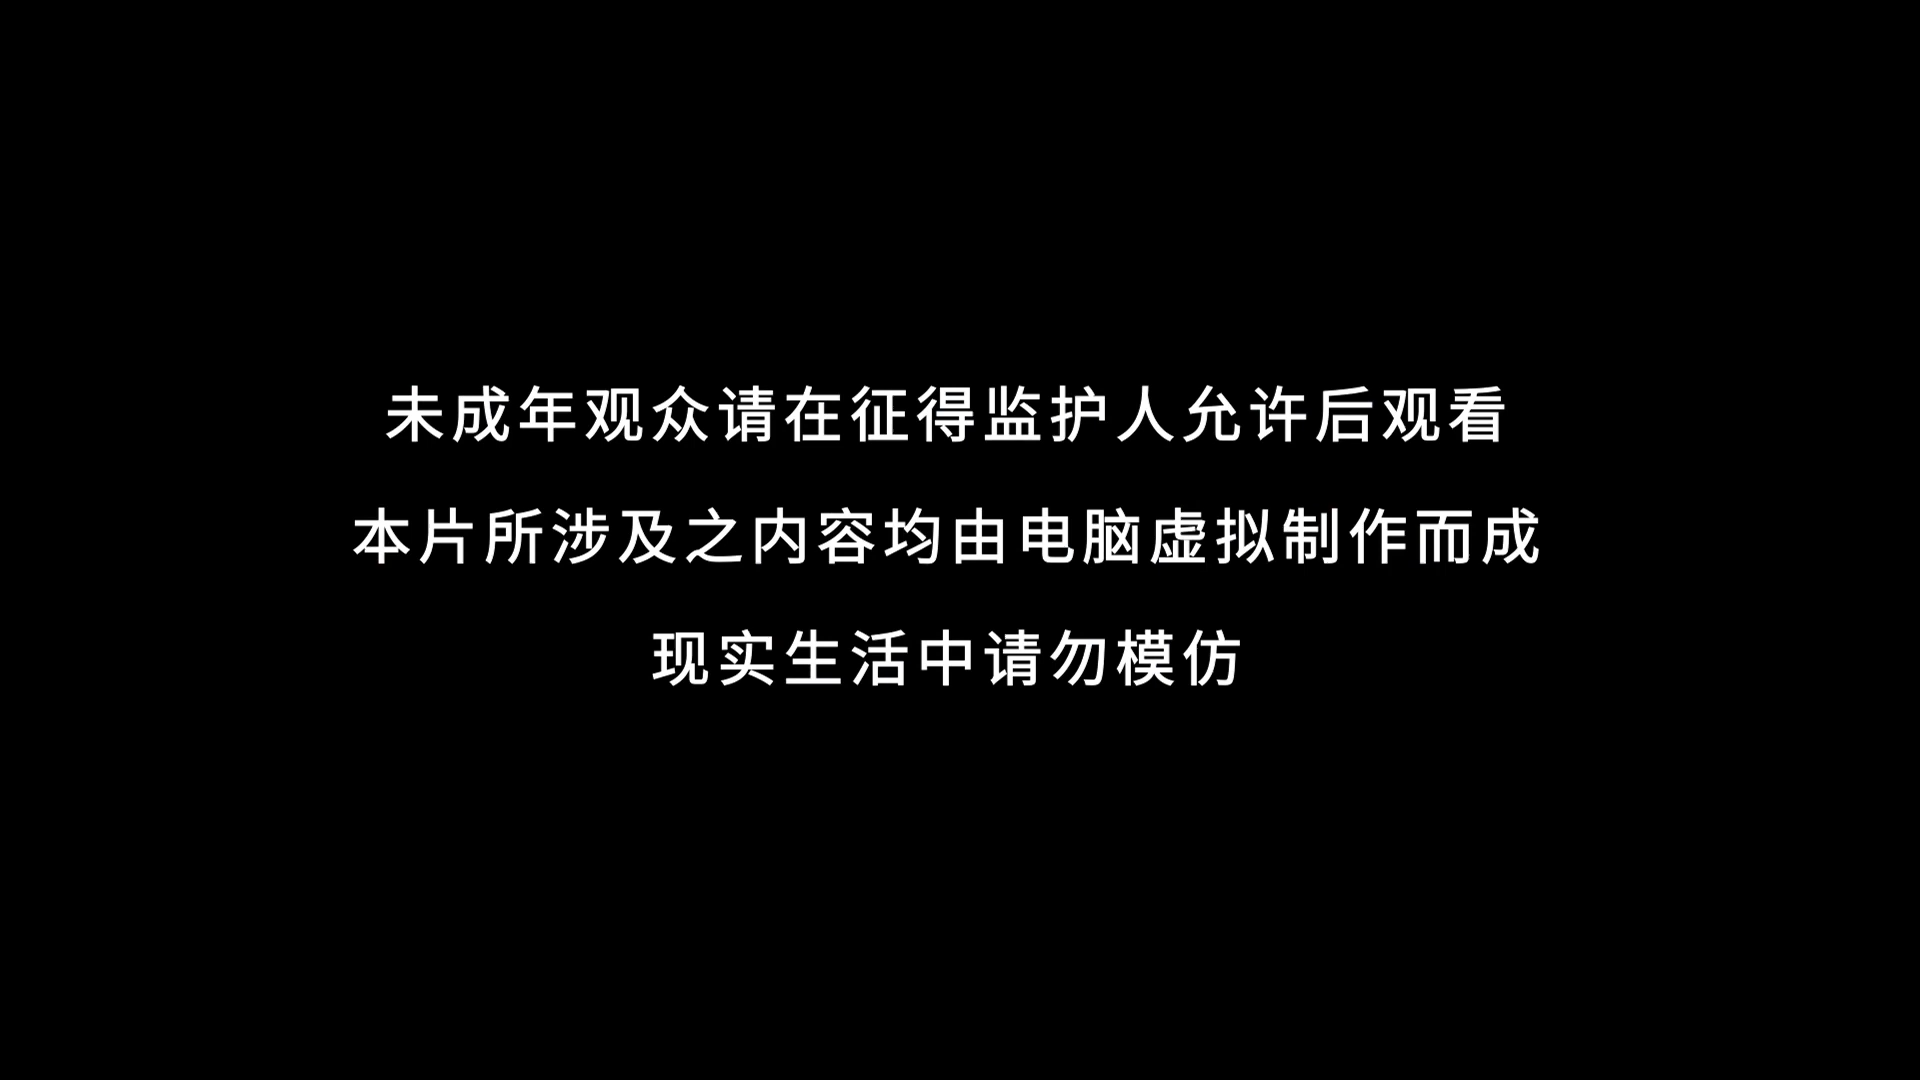 未成年观众请在征得监护人允许后观看
本片所涉及之内容均由电脑虚拟制作而成
现实生活中请勿模仿